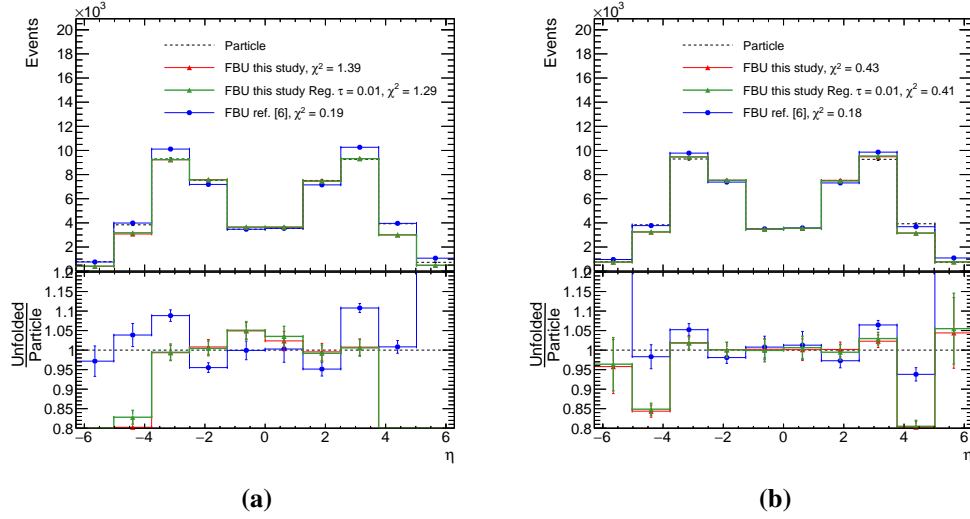 ×10³
Events
20
18
16
14
12
10
8
6
4
2
0
Particle
FBU this study, χ² = 1.39
FBU this study Reg. τ = 0.01, χ² = 1.29
FBU ref. [6], χ² = 0.19
Unfolded
Particle
1.2
1.15
1.1
1.05
1
0.95
0.9
0.85
0.8
−6 −4 −2 0 2 4 6
η
(a)
×10³
Events
20
18
16
14
12
10
8
6
4
2
0
Particle
FBU this study, χ² = 0.43
FBU this study Reg. τ = 0.01, χ² = 0.41
FBU ref. [6], χ² = 0.18
Unfolded
Particle
1.2
1.15
1.1
1.05
1
0.95
0.9
0.85
0.8
−6 −4 −2 0 2 4 6
η
(b)